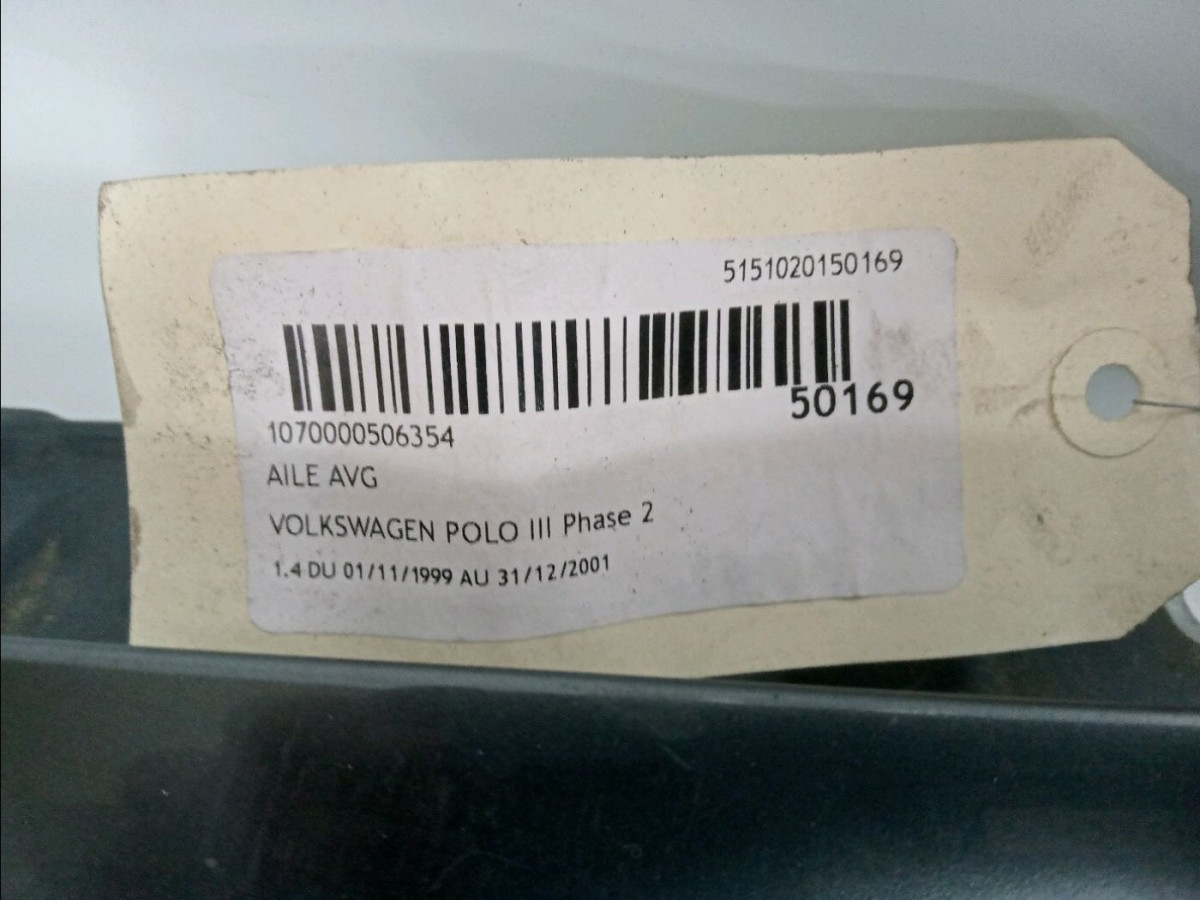 5151020150169
50169
1070000506354
AILE AVG
VOLKSWAGEN POLO III Phase 2
1.4 DU 01/11/1999 AU 31/12/2001